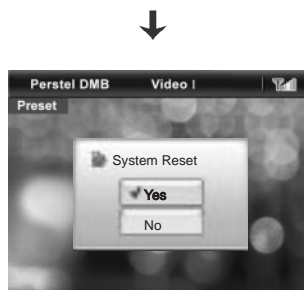 Perstel DMB Video I
Preset
System Reset
Yes
No